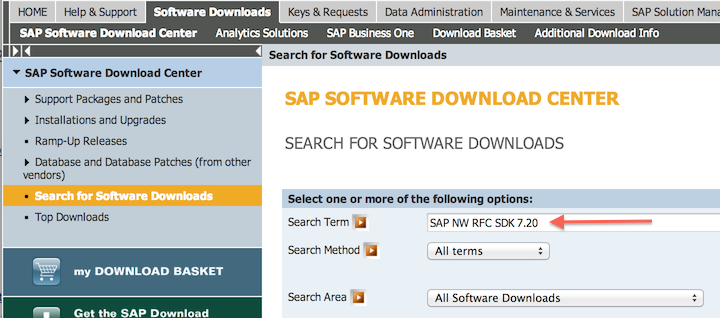 HOME
Help & Support
Software Downloads
Keys & Requests
Data Administration
Maintenance & Services
SAP Solution Mana
SAP Software Download Center
Analytics Solutions
SAP Business One
Download Basket
Additional Download Info
Search for Software Downloads
SAP Software Download Center
Support Packages and Patches
Installations and Upgrades
Ramp-Up Releases
Database and Database Patches (from other
vendors)
Search for Software Downloads
Top Downloads
my DOWNLOAD BASKET
Get the SAP Download
SAP SOFTWARE DOWNLOAD CENTER
SEARCH FOR SOFTWARE DOWNLOADS
Select one or more of the following options:
Search Term
SAP NW RFC SDK 7.20
Search Method
All terms
Search Area
All Software Downloads